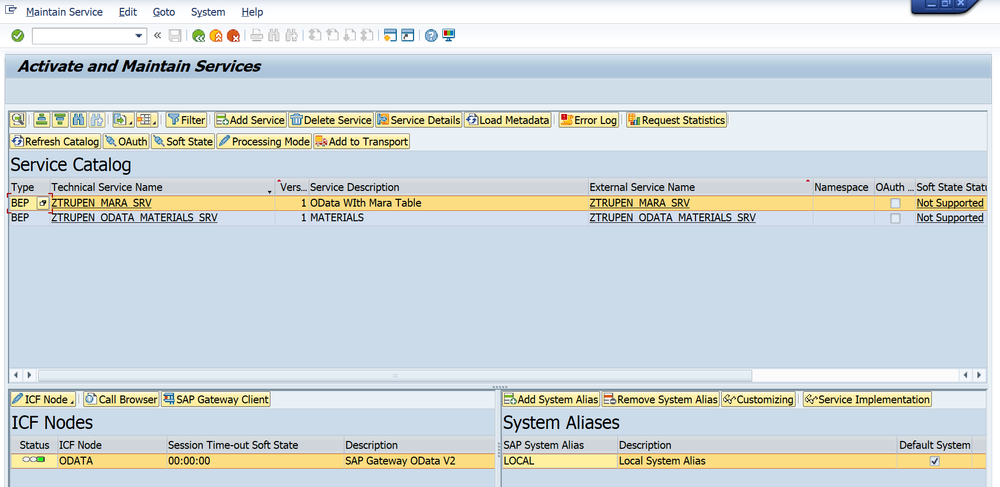 Maintain Service Edit Goto System Help
Activate and Maintain Services
Filter Add Service Delete Service Service Details Load Metadata Error Log Request Statistics
Refresh Catalog OAuth Soft State Processing Mode Add to Transport
Service Catalog
Type Technical Service Name Vers... Service Description External Service Name Namespace OAuth ... Soft State Statu
BEP ZTRUPEN_MARA_SRV 1 OData WIth Mara Table ZTRUPEN_MARA_SRV Not Supported
BEP ZTRUPEN_ODATA_MATERIALS_SRV 1 MATERIALS ZTRUPEN_ODATA_MATERIALS_SRV Not Supported
ICF Node Call Browser SAP Gateway Client
ICF Nodes
Status ICF Node Session Time-out Soft State Description
ODATA 00:00:00 SAP Gateway OData V2
Add System Alias Remove System Alias Customizing Service Implementation
System Aliases
SAP System Alias Description Default System
LOCAL Local System Alias